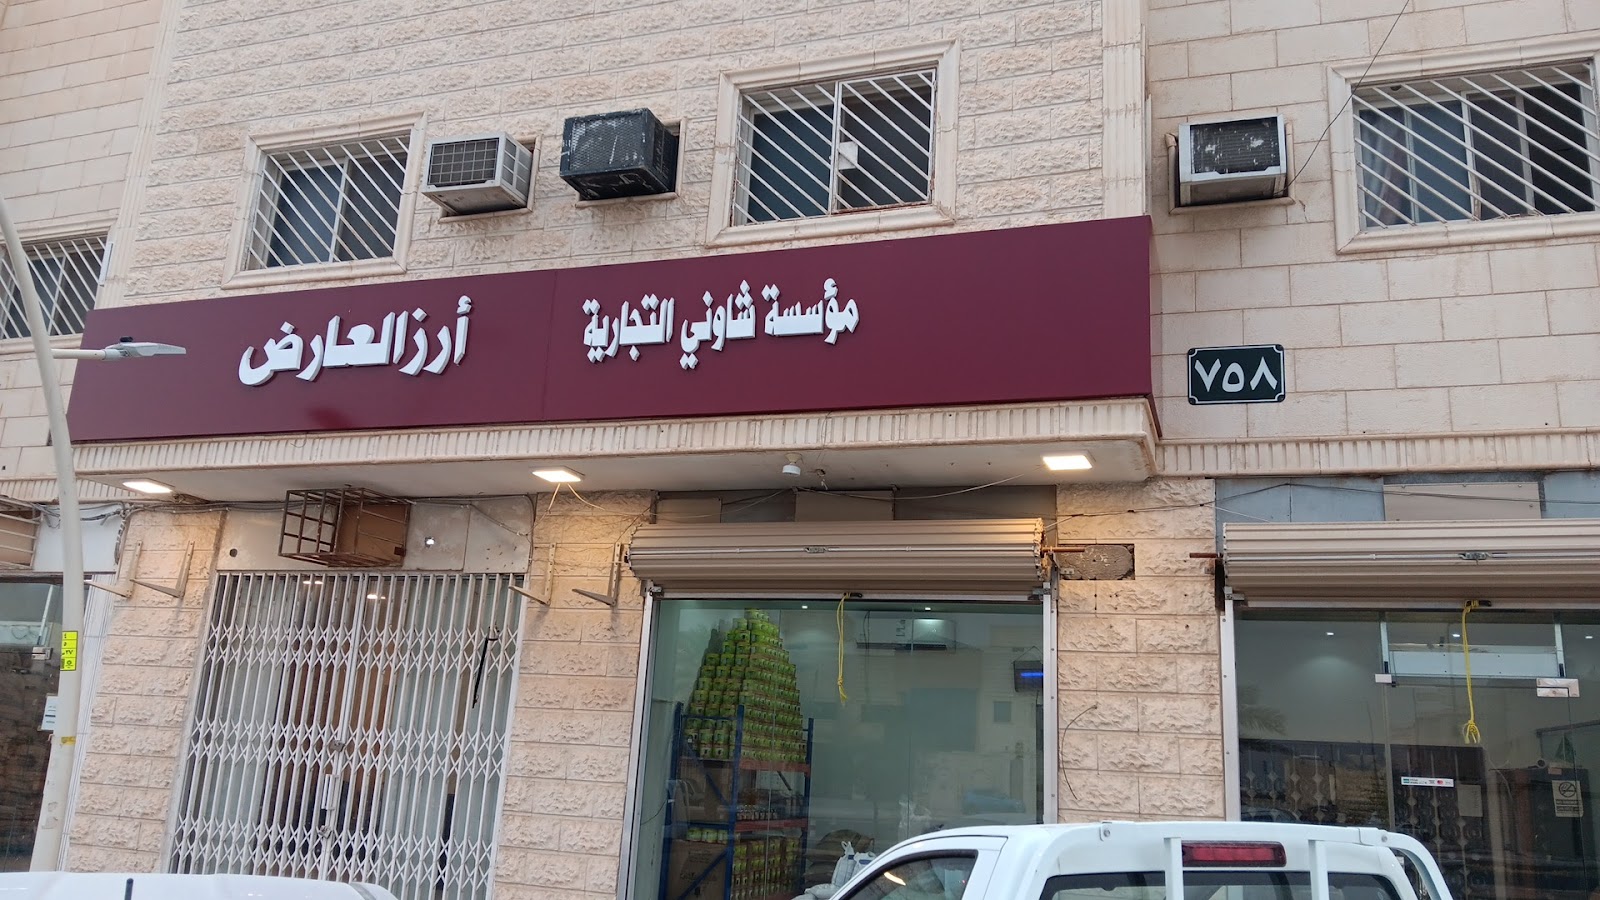 مؤسسة شاوني التجارية
أرز العارض
٧٥٨